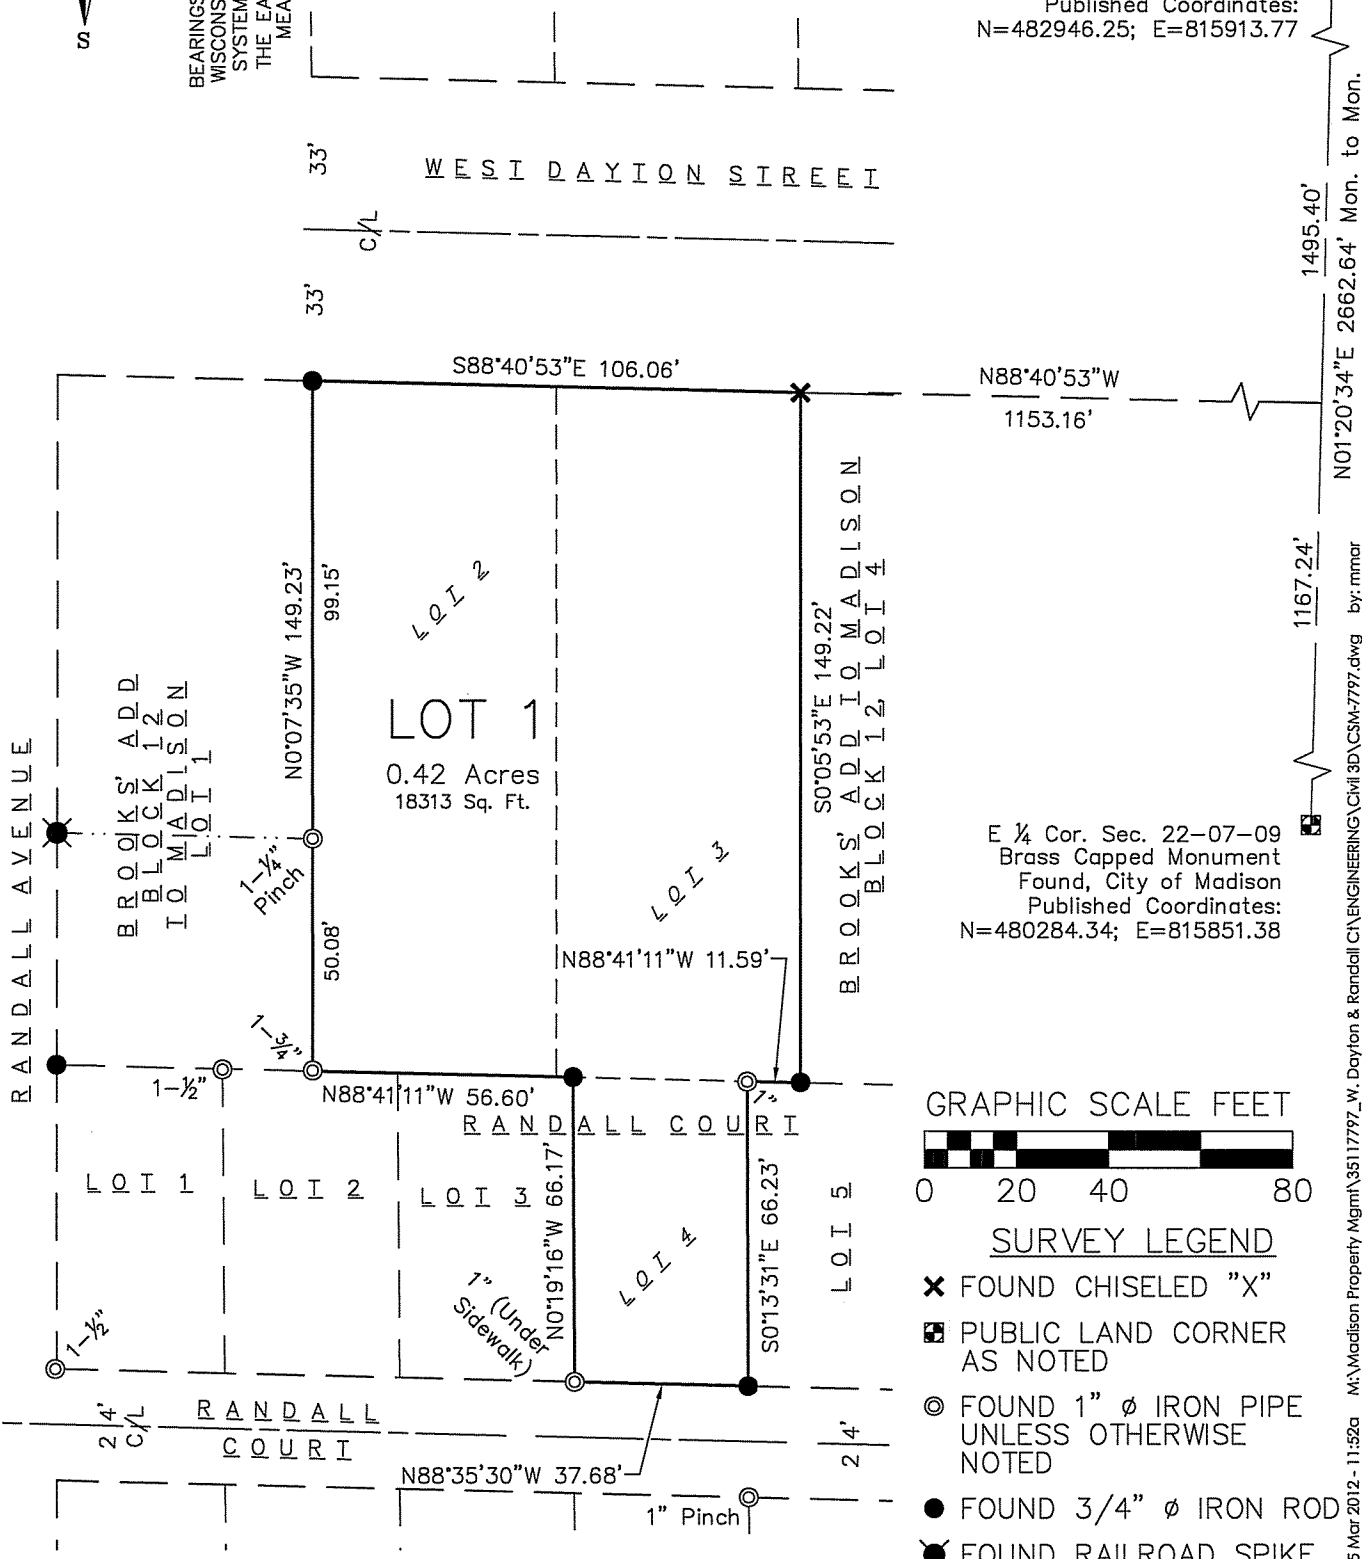 S
BEARINGS
WISCONS
SYSTEM
THE EA
MEA
Published Coordinates:
N=482946.25; E=815913.77
33'
WEST DAYTON STREET
C/L
33'
1495.40'
N01°20'34"E 2662.64' Mon. to Mon.
S88°40'53"E 106.06'
N88°40'53"W
1153.16'
N0°07'35"W 149.23'
99.15'
LOT 2
LOT 1
0.42 Acres
18313 Sq. Ft.
S0°05'53"E 149.22'
BROOKS' ADD TO MADISON
BLOCK 12, LOT 4
1167.24'
RANDALL AVENUE
BROOKS' ADD
BLOCK 12
TO MADISON
LOT 1
1-¼"
Pinch
50.08'
LOT 3
N88°41'11"W 11.59'
E ¼ Cor. Sec. 22-07-09
Brass Capped Monument
Found, City of Madison
Published Coordinates:
N=480284.34; E=815851.38
1-¾"
1-½"
N88°41'11"W 56.60'
1"
RANDALL COURT
LOT 1
LOT 2
LOT 3
N0°19'16"W 66.17'
LOT 4
S0°13'31"E 66.23'
LOT 5
1" (Under
Sidewalk)
1-½"
24'
C/L
RANDALL
COURT
24'
N88°35'30"W 37.68'
1" Pinch
GRAPHIC SCALE FEET
0 20 40 80
SURVEY LEGEND
FOUND CHISELED "X"
PUBLIC LAND CORNER
AS NOTED
FOUND 1" ø IRON PIPE
UNLESS OTHERWISE
NOTED
FOUND 3/4" ø IRON ROD
FOUND RAILROAD SPIKE
5 Mar 2012 - 11:52a M:\Madison Property Mgmt\35117797_W. Dayton & Randall Ct\ENGINEERING\Civil 3D\CSM-7797.dwg by: mmar